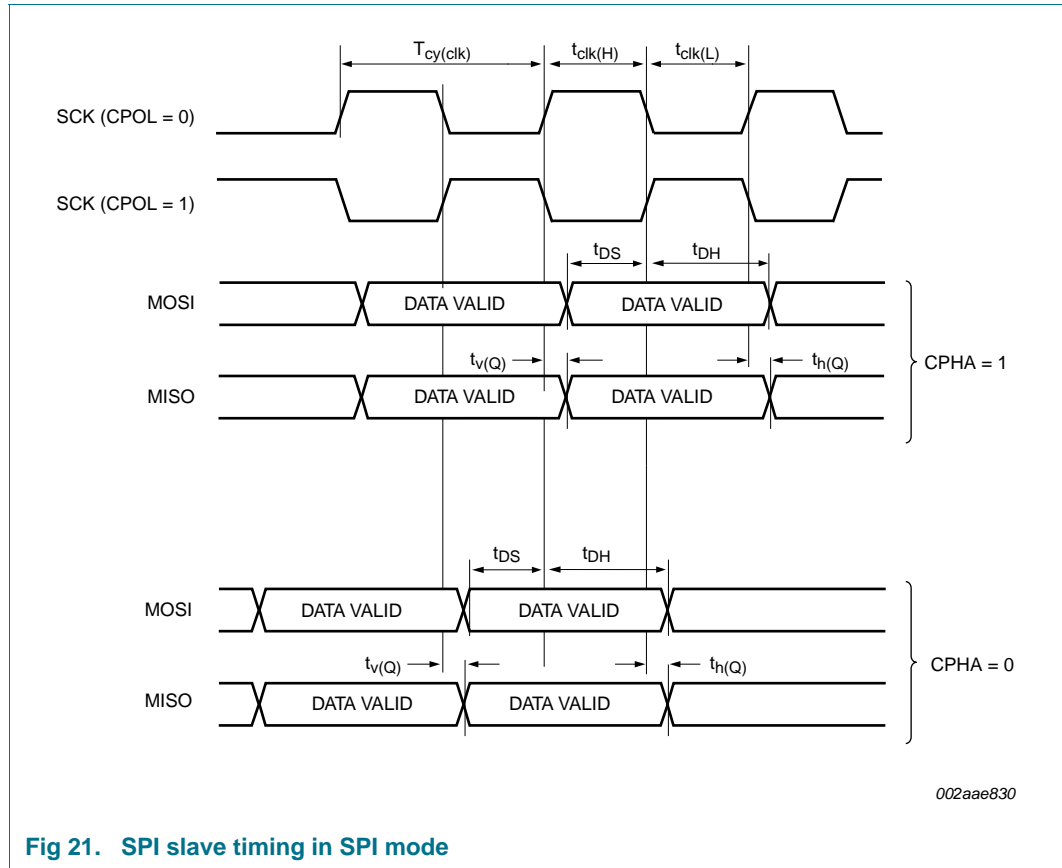 Tcy(clk) tclk(H) tclk(L)
SCK (CPOL = 0)
SCK (CPOL = 1)
tDS tDH
MOSI DATA VALID DATA VALID
tv(Q) th(Q)
CPHA = 1
MISO DATA VALID DATA VALID
tDS tDH
MOSI DATA VALID DATA VALID
tv(Q) th(Q)
CPHA = 0
MISO DATA VALID DATA VALID
002aae830
Fig 21. SPI slave timing in SPI mode